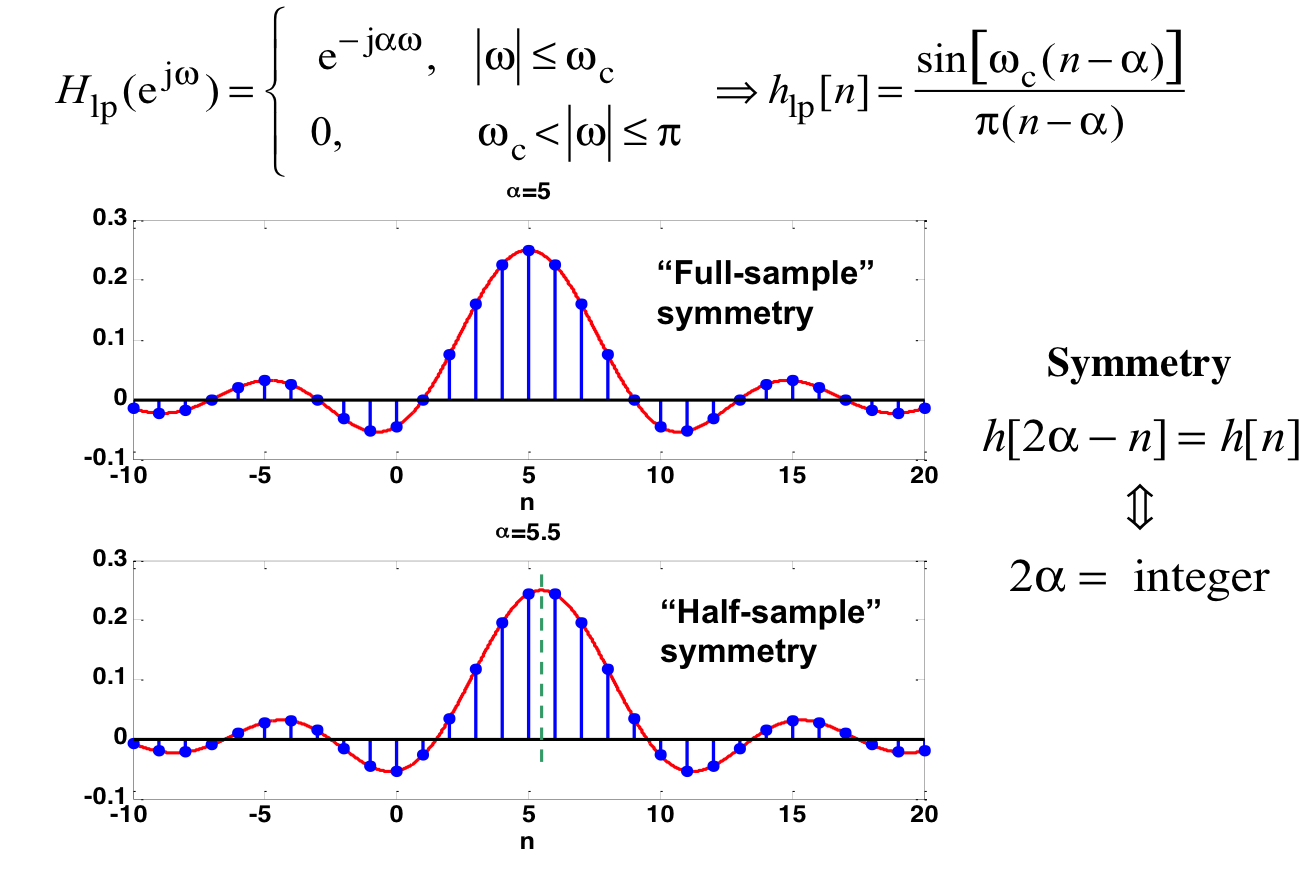 H_lp(e^jω) = { e^−jαω, |ω| ≤ ω_c
0, ω_c < |ω| ≤ π
⇒ h_lp[n] = sin[ω_c(n − α)] / π(n − α)
α=5
0.3
0.2
0.1
0
-0.1
“Full-sample”
symmetry
-10 -5 0 5 10 15 20
n
Symmetry
h[2α − n] = h[n]
⇕
2α = integer
α=5.5
0.3
0.2
0.1
0
-0.1
“Half-sample”
symmetry
-10 -5 0 5 10 15 20
n